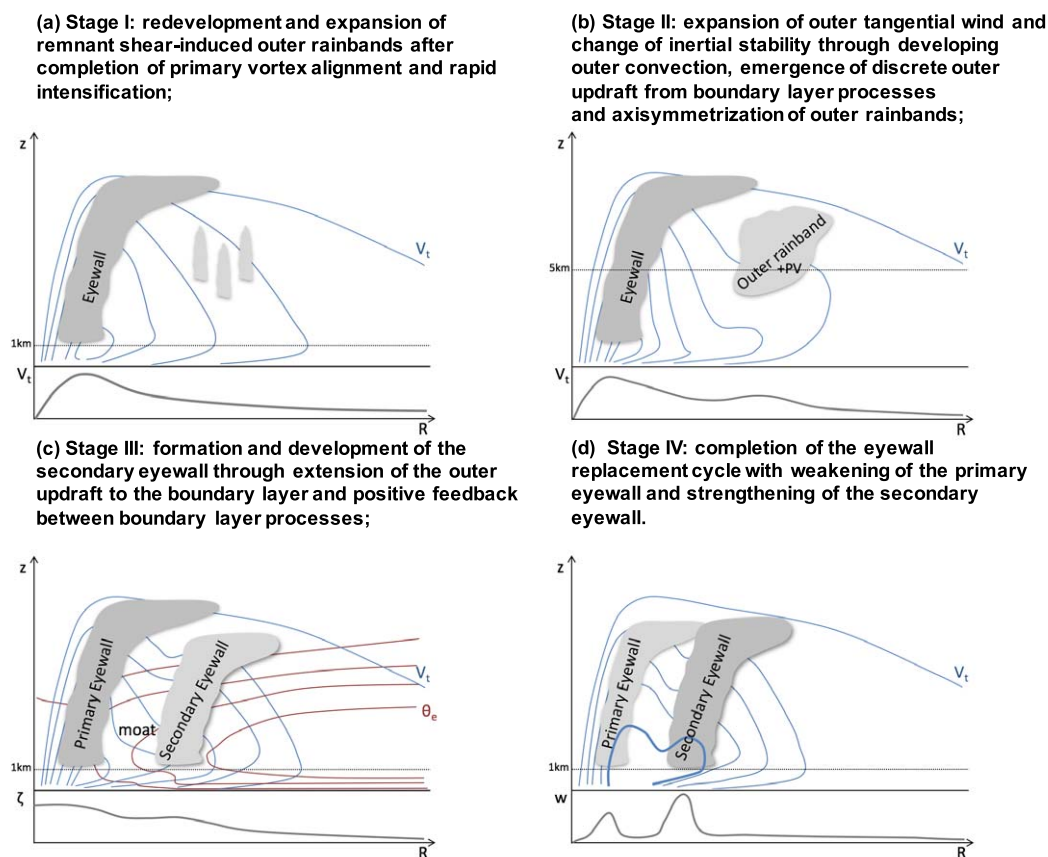 (a) Stage I: redevelopment and expansion of
remnant shear-induced outer rainbands after
completion of primary vortex alignment and rapid
intensification;
z
Eyewall
Vt
1km
Vt
R
(b) Stage II: expansion of outer tangential wind and
change of inertial stability through developing
outer convection, emergence of discrete outer
updraft from boundary layer processes
and axisymmetrization of outer rainbands;
z
Eyewall
Outer rainband
+PV
Vt
5km
Vt
R
(c) Stage III: formation and development of the
secondary eyewall through extension of the outer
updraft to the boundary layer and positive feedback
between boundary layer processes;
z
Primary Eyewall
moat
Secondary Eyewall
Vt
θe
1km
ζ
R
(d) Stage IV: completion of the eyewall
replacement cycle with weakening of the primary
eyewall and strengthening of the secondary
eyewall.
z
Primary Eyewall
Secondary Eyewall
Vt
1km
w
R